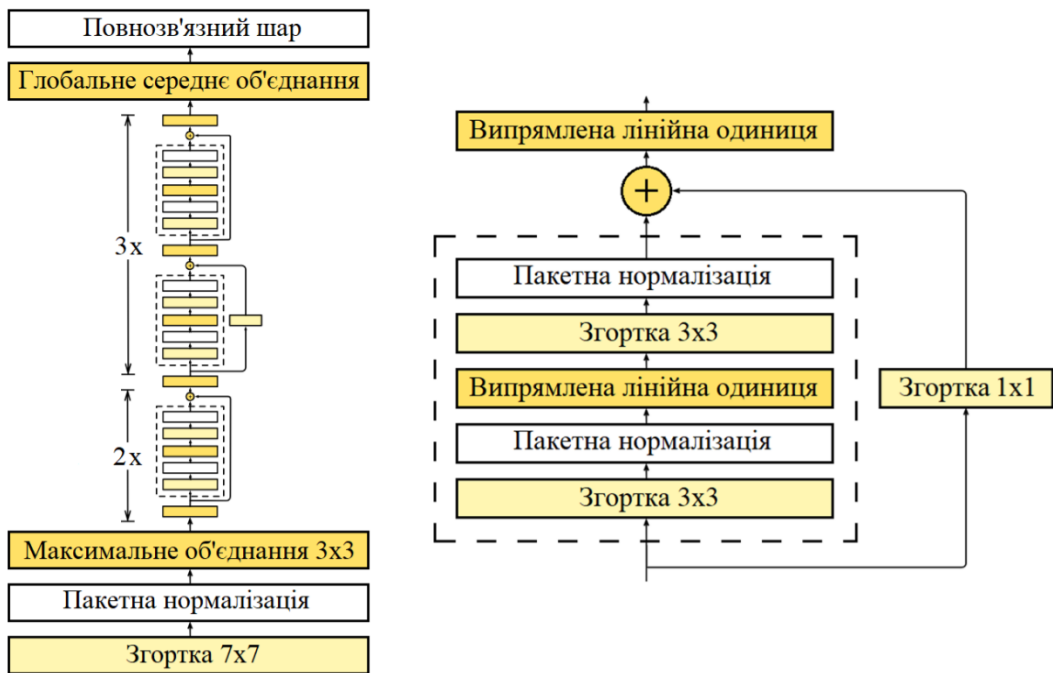 Повнозв'язний шар
Глобальне середнє об'єднання
3x
2x
Максимальне об'єднання 3x3
Пакетна нормалізація
Згортка 7x7
Випрямлена лінійна одиниця
+
Пакетна нормалізація
Згортка 3x3
Випрямлена лінійна одиниця
Згортка 1x1
Пакетна нормалізація
Згортка 3x3